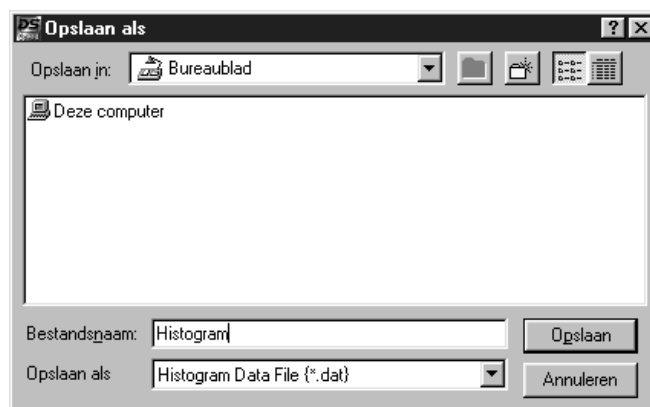 Opslaan als
Opslaan in: Bureaublad
Deze computer
Bestandsnaam: Histogram Opslaan
Opslaan als Histogram Data File {*.dat} Annuleren